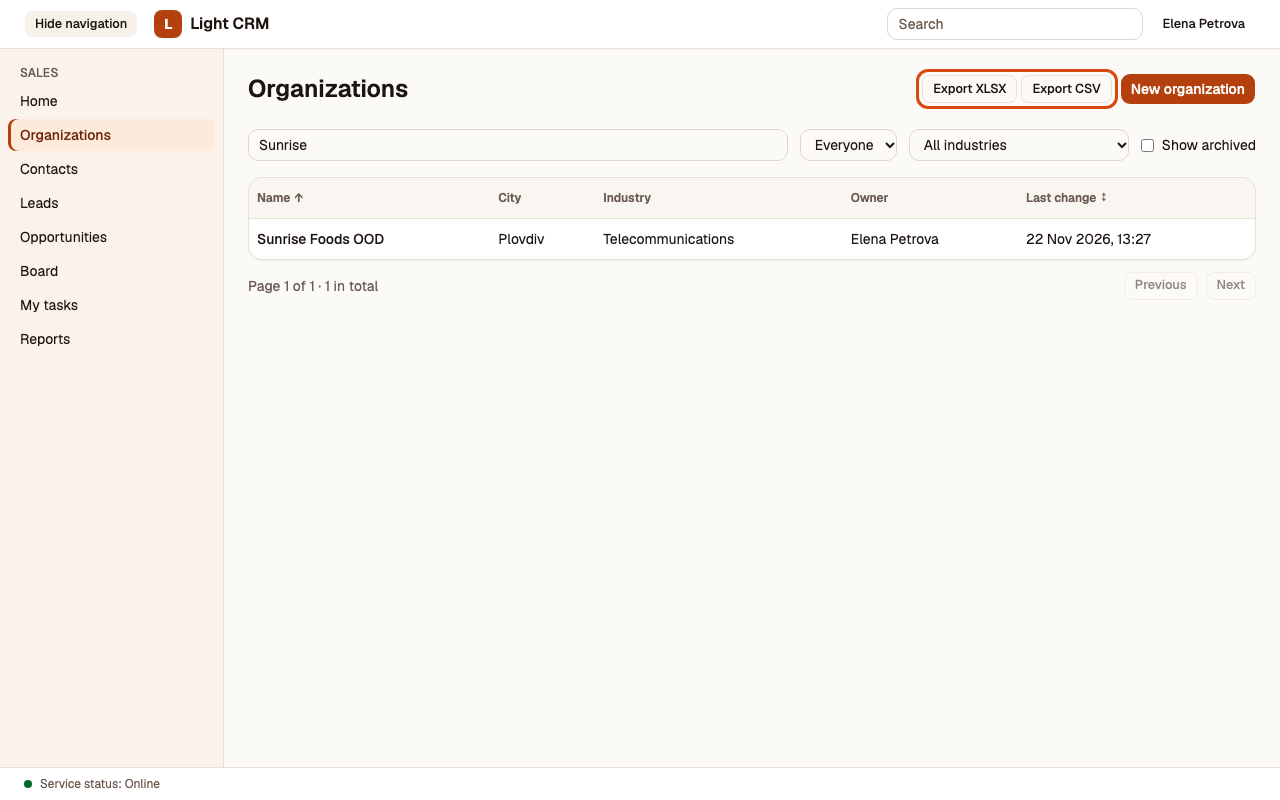 Hide navigation
L
Light CRM
Search
Elena Petrova
SALES
Home
Organizations
Contacts
Leads
Opportunities
Board
My tasks
Reports
Organizations
Export XLSX
Export CSV
New organization
Sunrise
Everyone
All industries
Show archived
Name ↑ City Industry Owner Last change ↕
Sunrise Foods OOD Plovdiv Telecommunications Elena Petrova 22 Nov 2026, 13:27
Page 1 of 1 · 1 in total
Previous
Next
Service status: Online